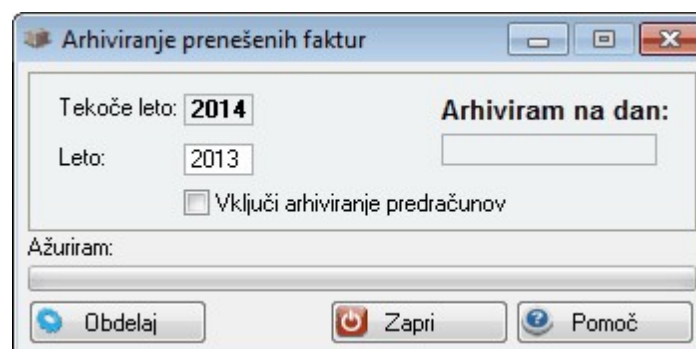 Arhiviranje prenešenih faktur
Tekoče leto: 2014 Arhiviram na dan:
Leto: 2013
Vključi arhiviranje predračunov
Ažuriram:
Obdelaj Zapri Pomoč